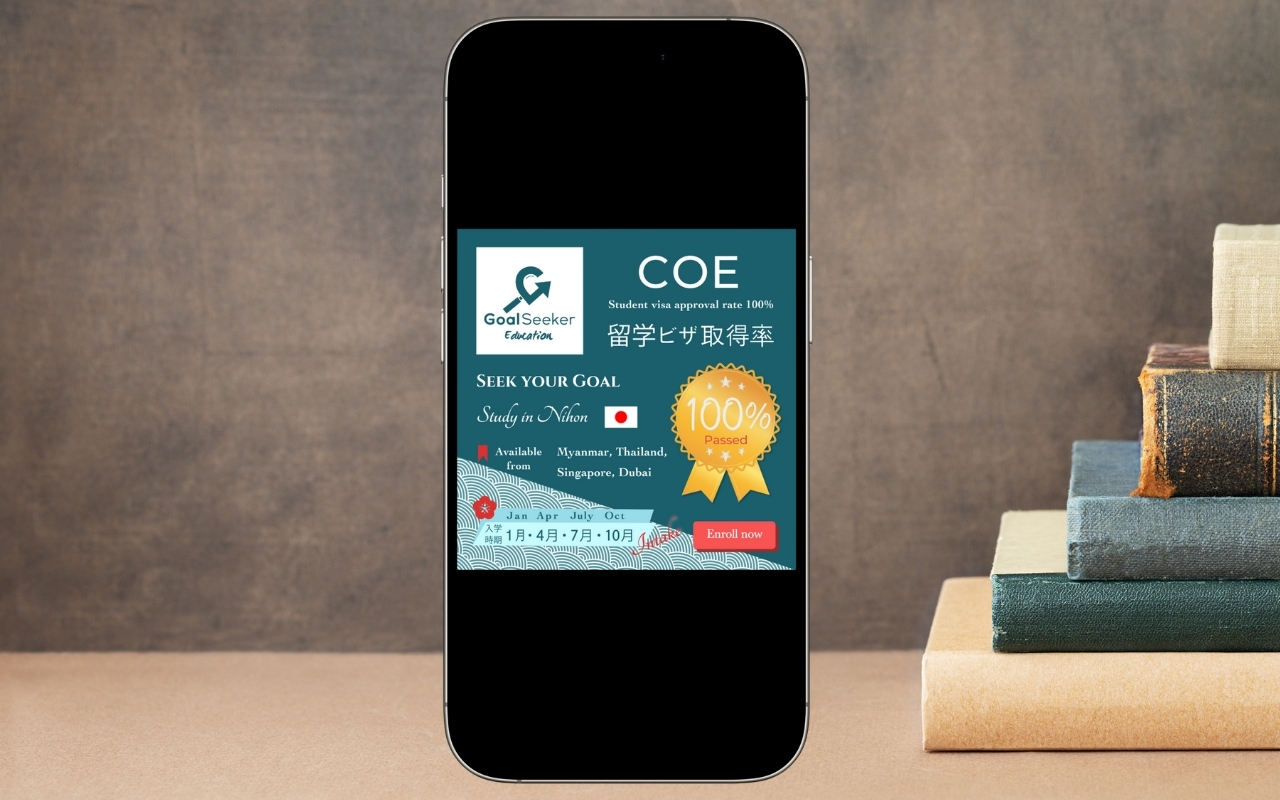 GoalSeeker
Education
COE
Student visa approval rate 100%
留学ビザ取得率
SEEK YOUR GOAL
Study in Nihon
100%
Passed
Available
from
Myanmar, Thailand,
Singapore, Dubai
Jan Apr July Oct
入学
時期
1月・4月・7月・10月
Intake
Enroll now